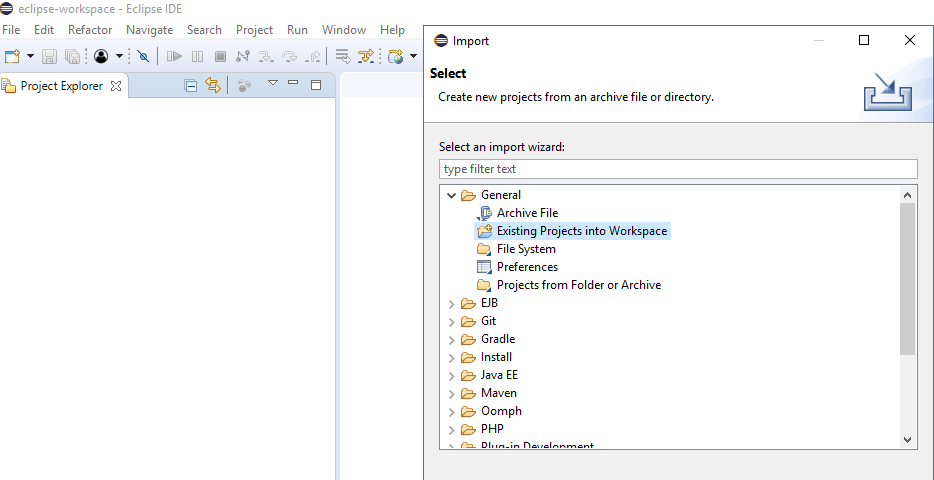 eclipse-workspace - Eclipse IDE
File Edit Refactor Navigate Search Project Run Window Help
Project Explorer
Import
Select
Create new projects from an archive file or directory.
Select an import wizard:
type filter text
General
Archive File
Existing Projects into Workspace
File System
Preferences
Projects from Folder or Archive
EJB
Git
Gradle
Install
Java EE
Maven
Oomph
PHP
Plug-in Development